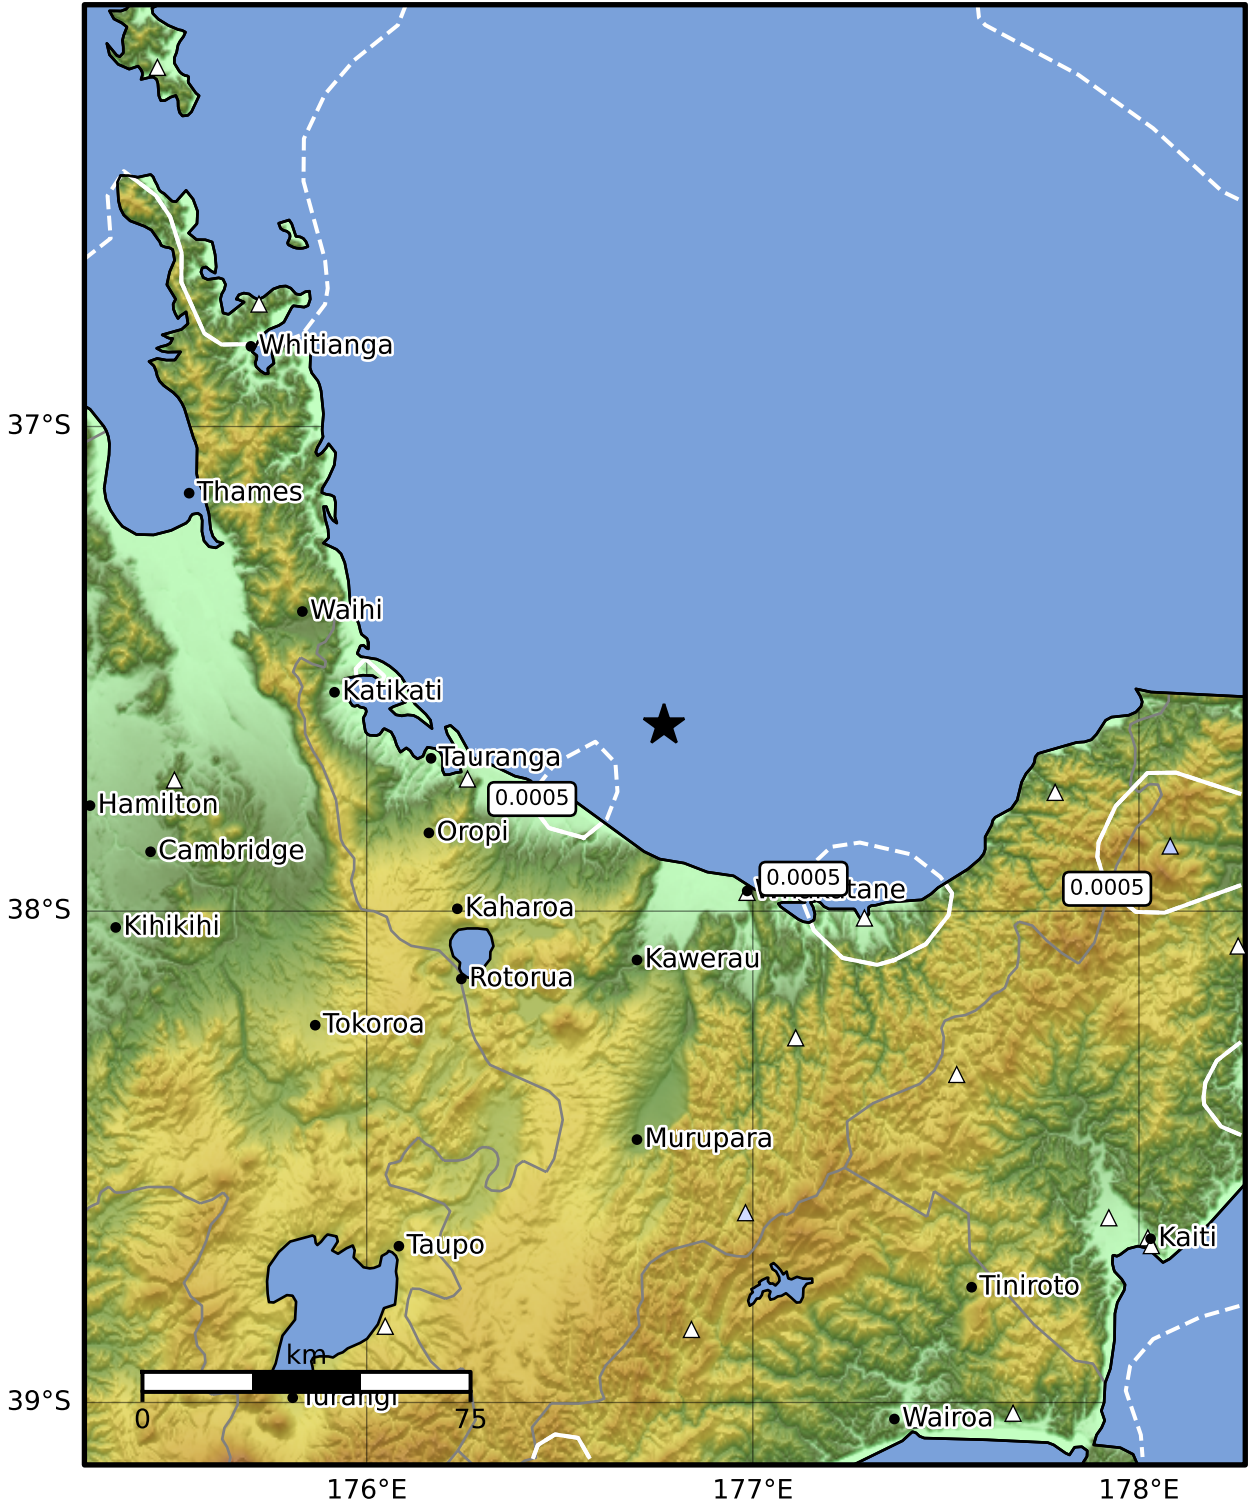 Whitianga
37°S
Thames
Waihi
Katikati
Tauranga
0.0005
Hamilton
Oropi
Cambridge
0.0005
0.0005
38°S
Kaharoa
Kihikihi
Kawerau
Rotorua
Tokoroa
Murupara
Kaiti
Taupo
Tiniroto
km
Turangi
39°S
0
75
Wairoa
176°E
177°E
178°E